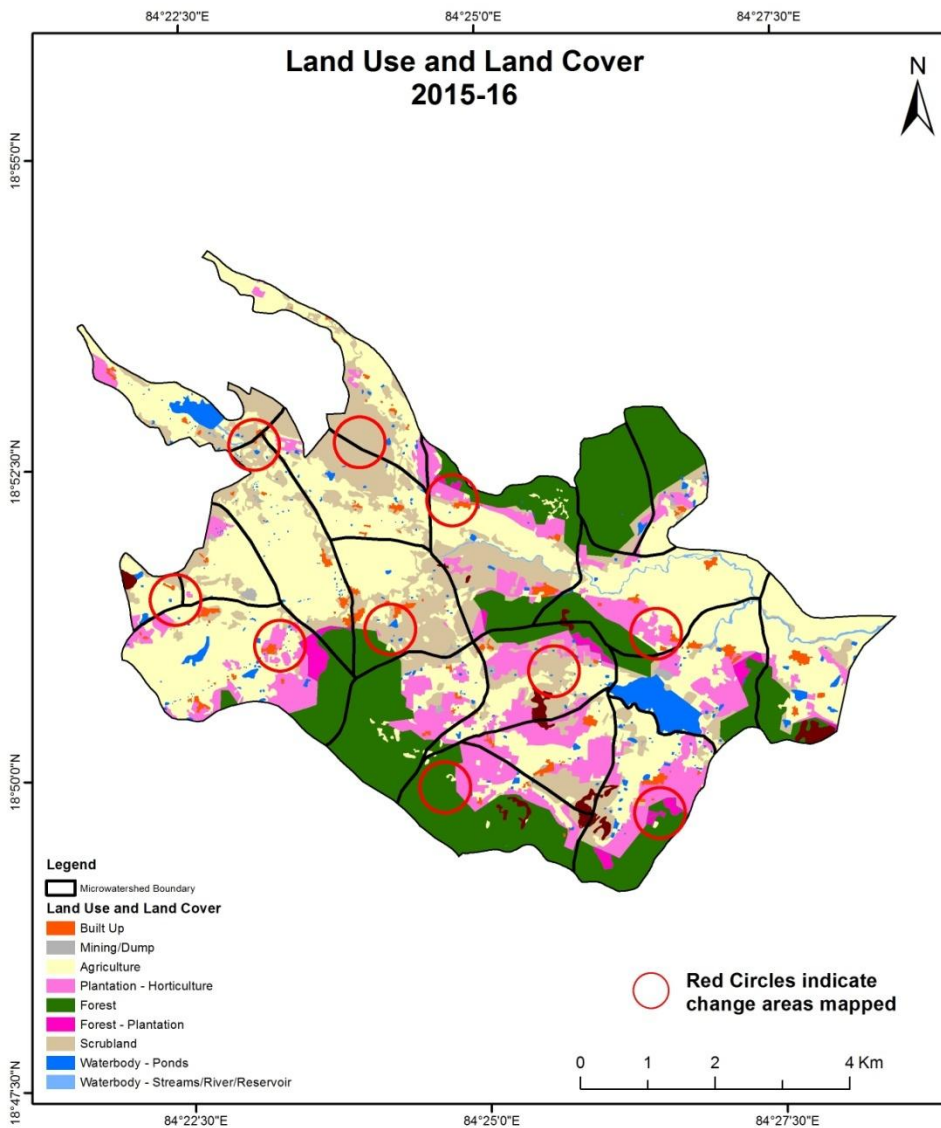 84°22'30"E
84°25'0"E
84°27'30"E
Land Use and Land Cover
2015-16
N
18°55'0"N
18°52'30"N
18°50'0"N
18°47'30"N
Legend
Microwatershed Boundary
Land Use and Land Cover
Built Up
Mining/Dump
Agriculture
Plantation - Horticulture
Forest
Forest - Plantation
Scrubland
Waterbody - Ponds
Waterbody - Streams/River/Reservoir
Red Circles indicate
change areas mapped
0 1 2 4 Km
84°22'30"E
84°25'0"E
84°27'30"E